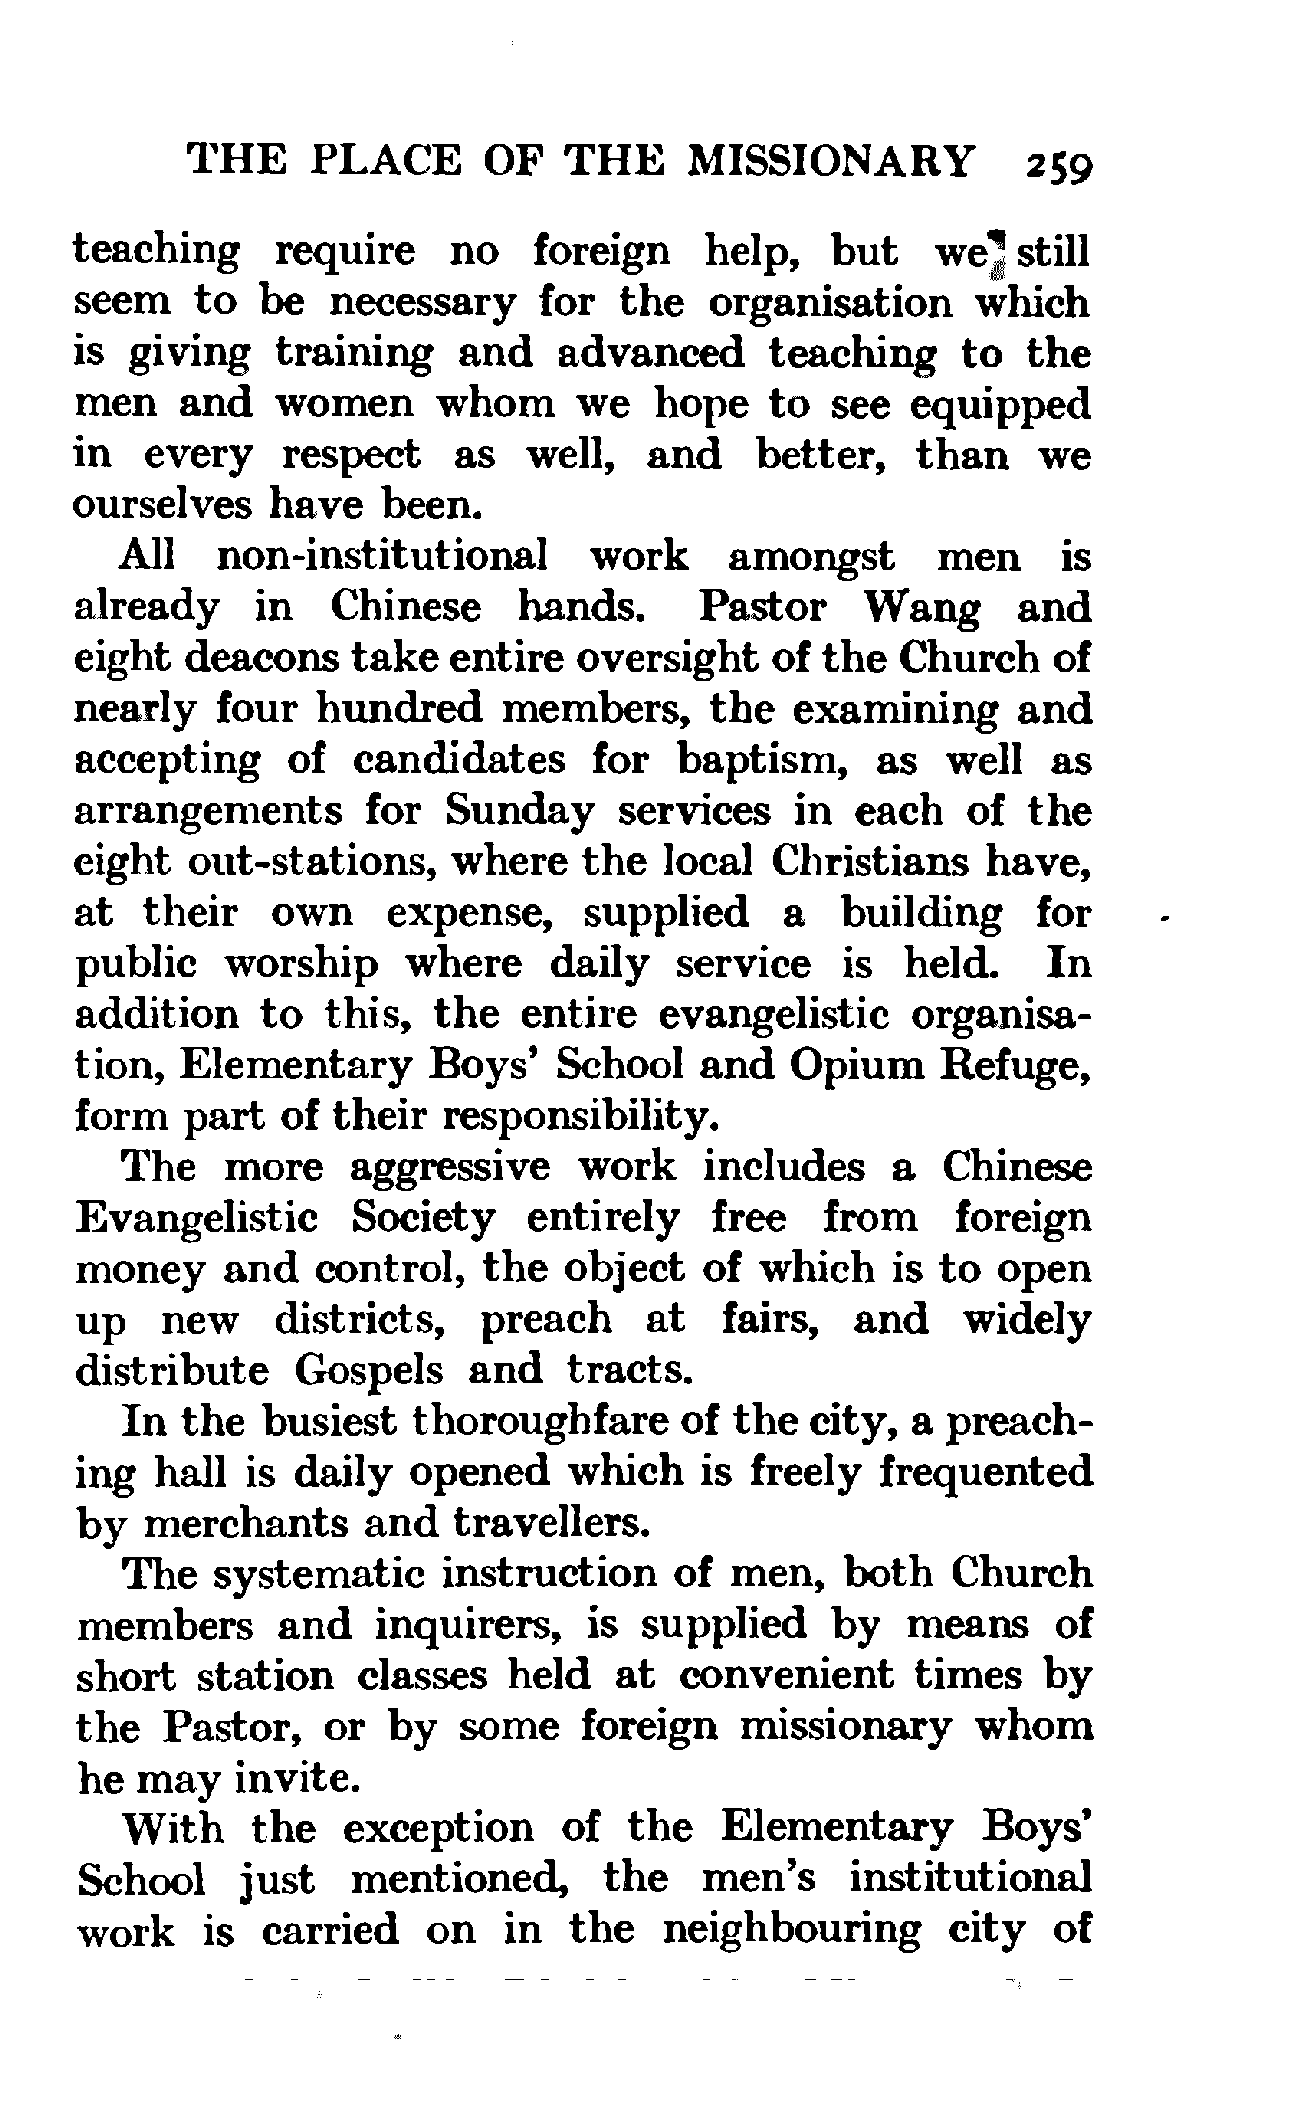 THE PLACE OF THE MISSIONARY 259
teaching require no foreign help, but we still
seem to be necessary for the organisation which
is giving training and advanced teaching to the
men and women whom we hope to see equipped
in every respect as well, and better, than we
ourselves have been.
All non-institutional work amongst men is
already in Chinese hands. Pastor Wang and
eight deacons take entire oversight of the Church of
nearly four hundred members, the examining and
accepting of candidates for baptism, as well as
arrangements for Sunday services in each of the
eight out-stations, where the local Christians have,
at their own expense, supplied a building for
public worship where daily service is held. In
addition to this, the entire evangelistic organisa-
tion, Elementary Boys' School and Opium Refuge,
form part of their responsibility.
The more aggressive work includes a Chinese
Evangelistic Society entirely free from foreign
money and control, the object of which is to open
up new districts, preach at fairs, and widely
distribute Gospels and tracts.
In the busiest thoroughfare of the city, a preach-
ing hall is daily opened which is freely frequented
by merchants and travellers.
The systematic instruction of men, both Church
members and inquirers, is supplied by means of
short station classes held at convenient times by
the Pastor, or by some foreign missionary whom
he may invite.
With the exception of the Elementary Boys'
School just mentioned, the men's institutional
work is carried on in the neighbouring city of